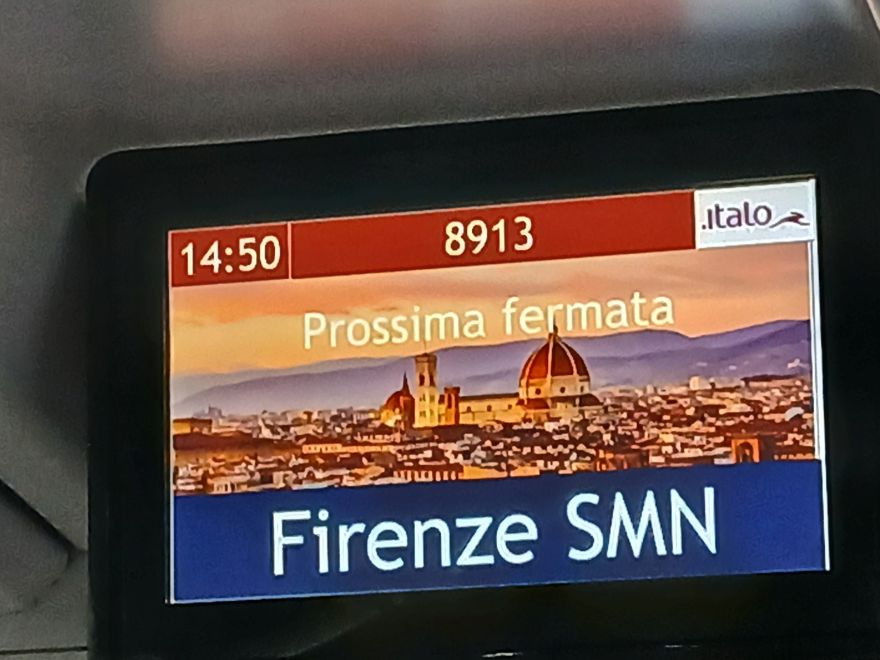 14:50 8913 .italo
Prossima fermata
Firenze SMN